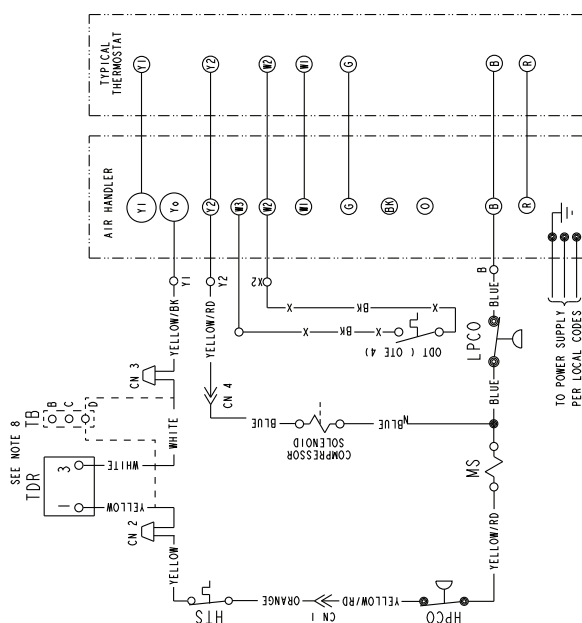 TYPICAL
THERMOSTAT
Y1
Y2
W2
W1
G
B
R
AIR HANDLER
Y1
Yo
Y2
W3
W2
W1
G
BK
O
B
R
Y1
Y2
X2
B
YELLOW/BK
YELLOW/RD
X
BK
X
X
BK
X
ODT ( OTE 4)
BLUE
LPCO
BLUE
TO POWER SUPPLY
PER LOCAL CODES
CN 3
CN 4
SEE NOTE 8
TB
B
C
D
TDR
3
1
WHITE
WHITE
YELLOW
CN 2
YELLOW
BLUE
COMPRESSOR
SOLENOID
N BLUE
MS
YELLOW/RD
HTS
ORANGE
CN 1
YELLOW/RD
HPCO